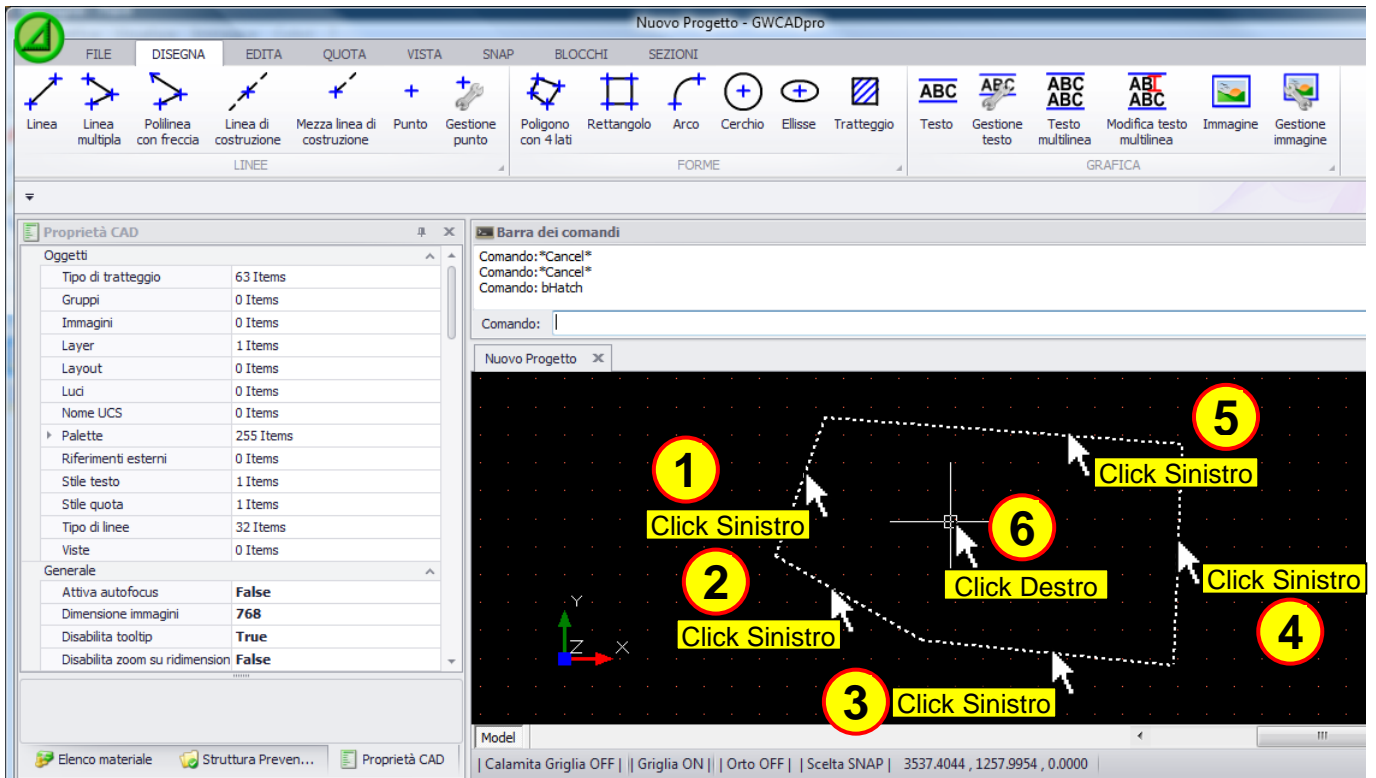 Nuovo Progetto - GWCADpro
FILE DISEGNA EDITA QUOTA VISTA SNAP BLOCCHI SEZIONI
ABC ABC ABC ABC ABC ABC
Linea
Linea multipla
Polilinea con freccia
Linea di costruzione
Mezza linea di costruzione
Punto
Gestione punto
Poligono con 4 lati
Rettangolo
Arco
Cerchio
Ellisse
Tratteggio
Testo
Gestione testo
Testo multilinea
Modifica testo multilinea
Immagine
Gestione immagine
LINEE FORME GRAFICA
Proprietà CAD
Oggetti
Tipo di tratteggio 63 Items
Gruppi 0 Items
Immagini 0 Items
Layer 1 Items
Layout 0 Items
Luci 0 Items
Nome UCS 0 Items
Palette 255 Items
Riferimenti esterni 0 Items
Stile testo 1 Items
Stile quota 1 Items
Tipo di linee 32 Items
Viste 0 Items
Generale
Attiva autofocus False
Dimensione immagini 768
Disabilita tooltip True
Disabilita zoom su ridimension False
Elenco materiale Struttura Preven... Proprietà CAD
Barra dei comandi
Comando:*Cancel*
Comando:*Cancel*
Comando: bHatch
Comando:
Nuovo Progetto
1
Click Sinistro
2
Click Sinistro
3
Click Sinistro
4
Click Sinistro
5
Click Sinistro
6
Click Destro
Y
Z X
Model
| Calamita Griglia OFF | || Griglia ON | | Orto OFF | | Scelta SNAP | 3537.4044 , 1257.9954 , 0.0000